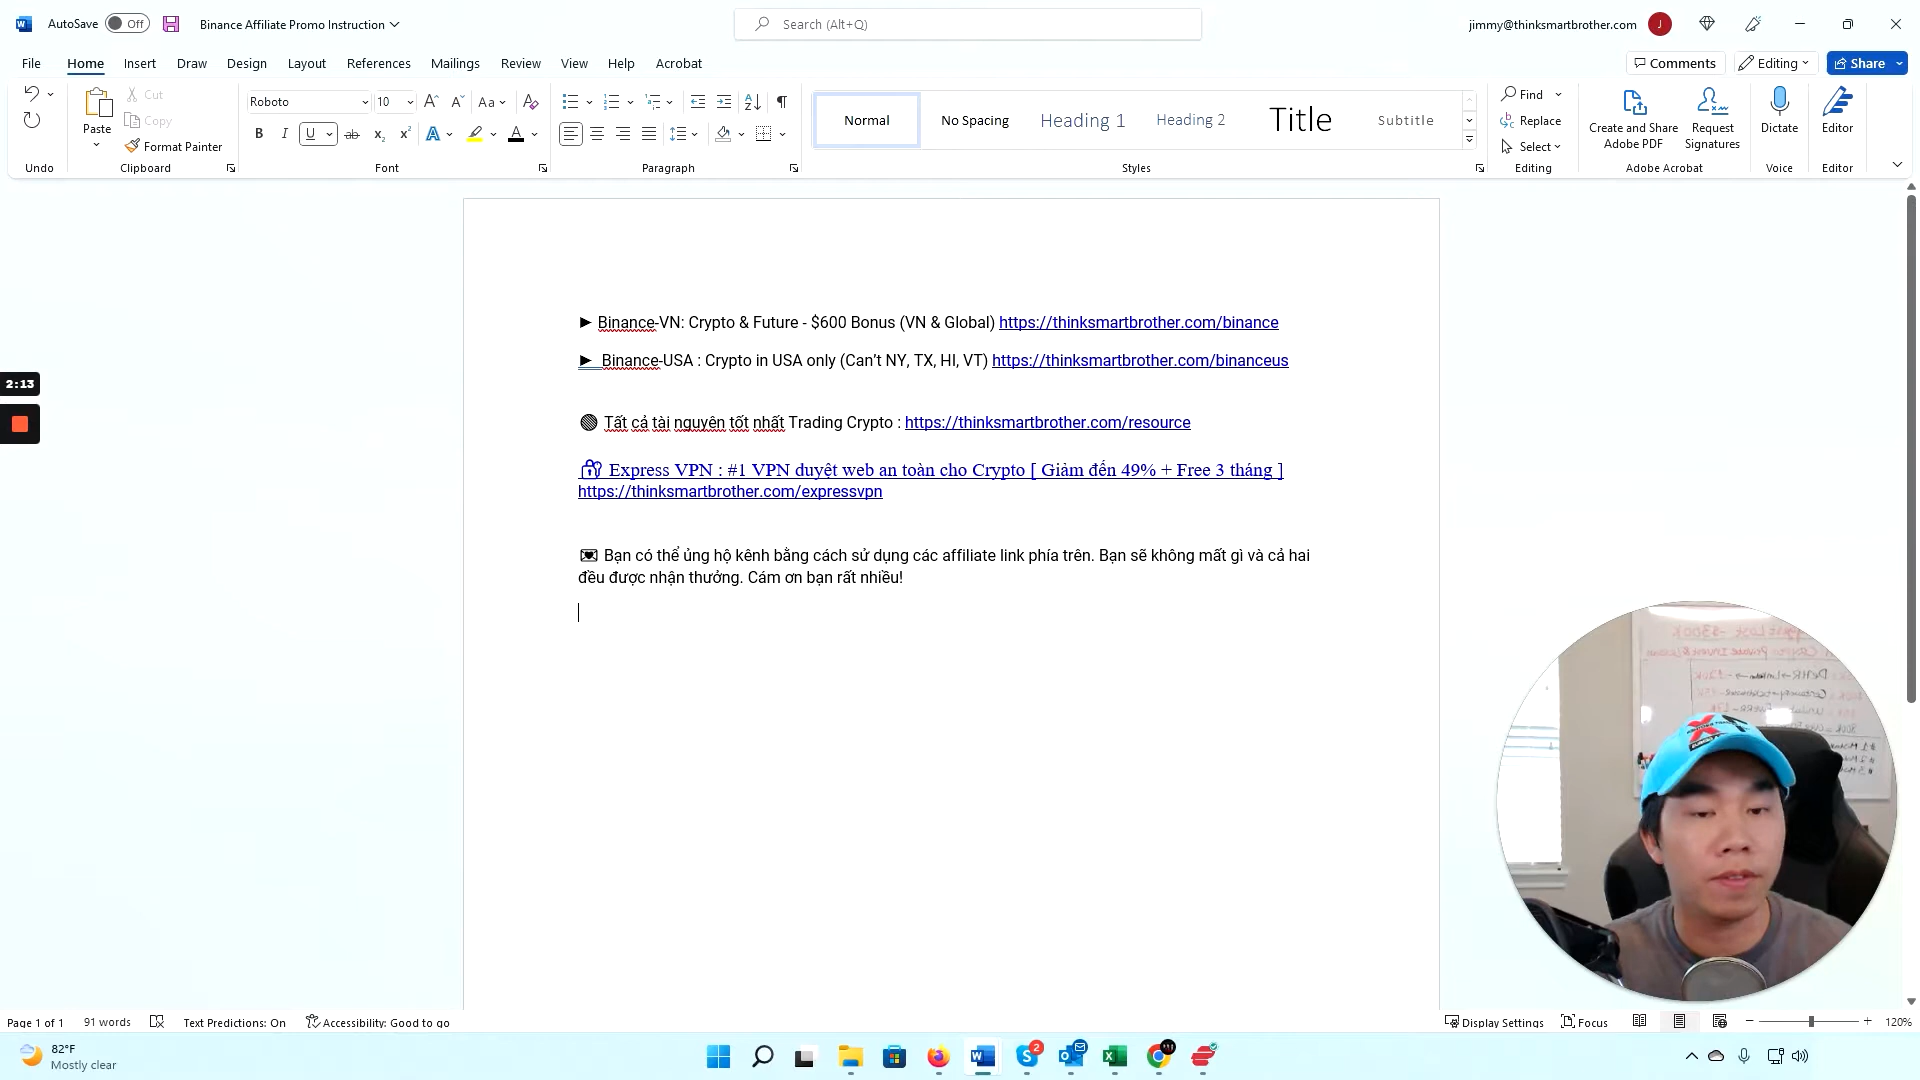 AutoSave Off Binance Affiliate Promo Instruction Search (Alt+Q) jimmy@thinksmartbrother.com J
File Home Insert Draw Design Layout References Mailings Review View Help Acrobat Comments Editing Share
Paste Cut Copy Format Painter
Roboto 10 Aa
B I U ab x₂ x² A A
Normal No Spacing Heading 1 Heading 2 Title Subtitle
Find Replace Select
Create and Share Adobe PDF Request Signatures Dictate Editor
Undo Clipboard Font Paragraph Styles Editing Adobe Acrobat Voice Editor
► Binance-VN: Crypto & Future - $600 Bonus (VN & Global) https://thinksmartbrother.com/binance
► Binance-USA : Crypto in USA only (Can’t NY, TX, HI, VT) https://thinksmartbrother.com/binanceus
2:13
Tất cả tài nguyên tốt nhất Trading Crypto : https://thinksmartbrother.com/resource
🔐 Express VPN : #1 VPN duyệt web an toàn cho Crypto [ Giảm đến 49% + Free 3 tháng ]
https://thinksmartbrother.com/expressvpn
💌 Bạn có thể ủng hộ kênh bằng cách sử dụng các affiliate link phía trên. Bạn sẽ không mất gì và cả hai
đều được nhận thưởng. Cám ơn bạn rất nhiều!
Page 1 of 1 91 words Text Predictions: On Accessibility: Good to go Display Settings Focus 120%
82°F
Mostly clear